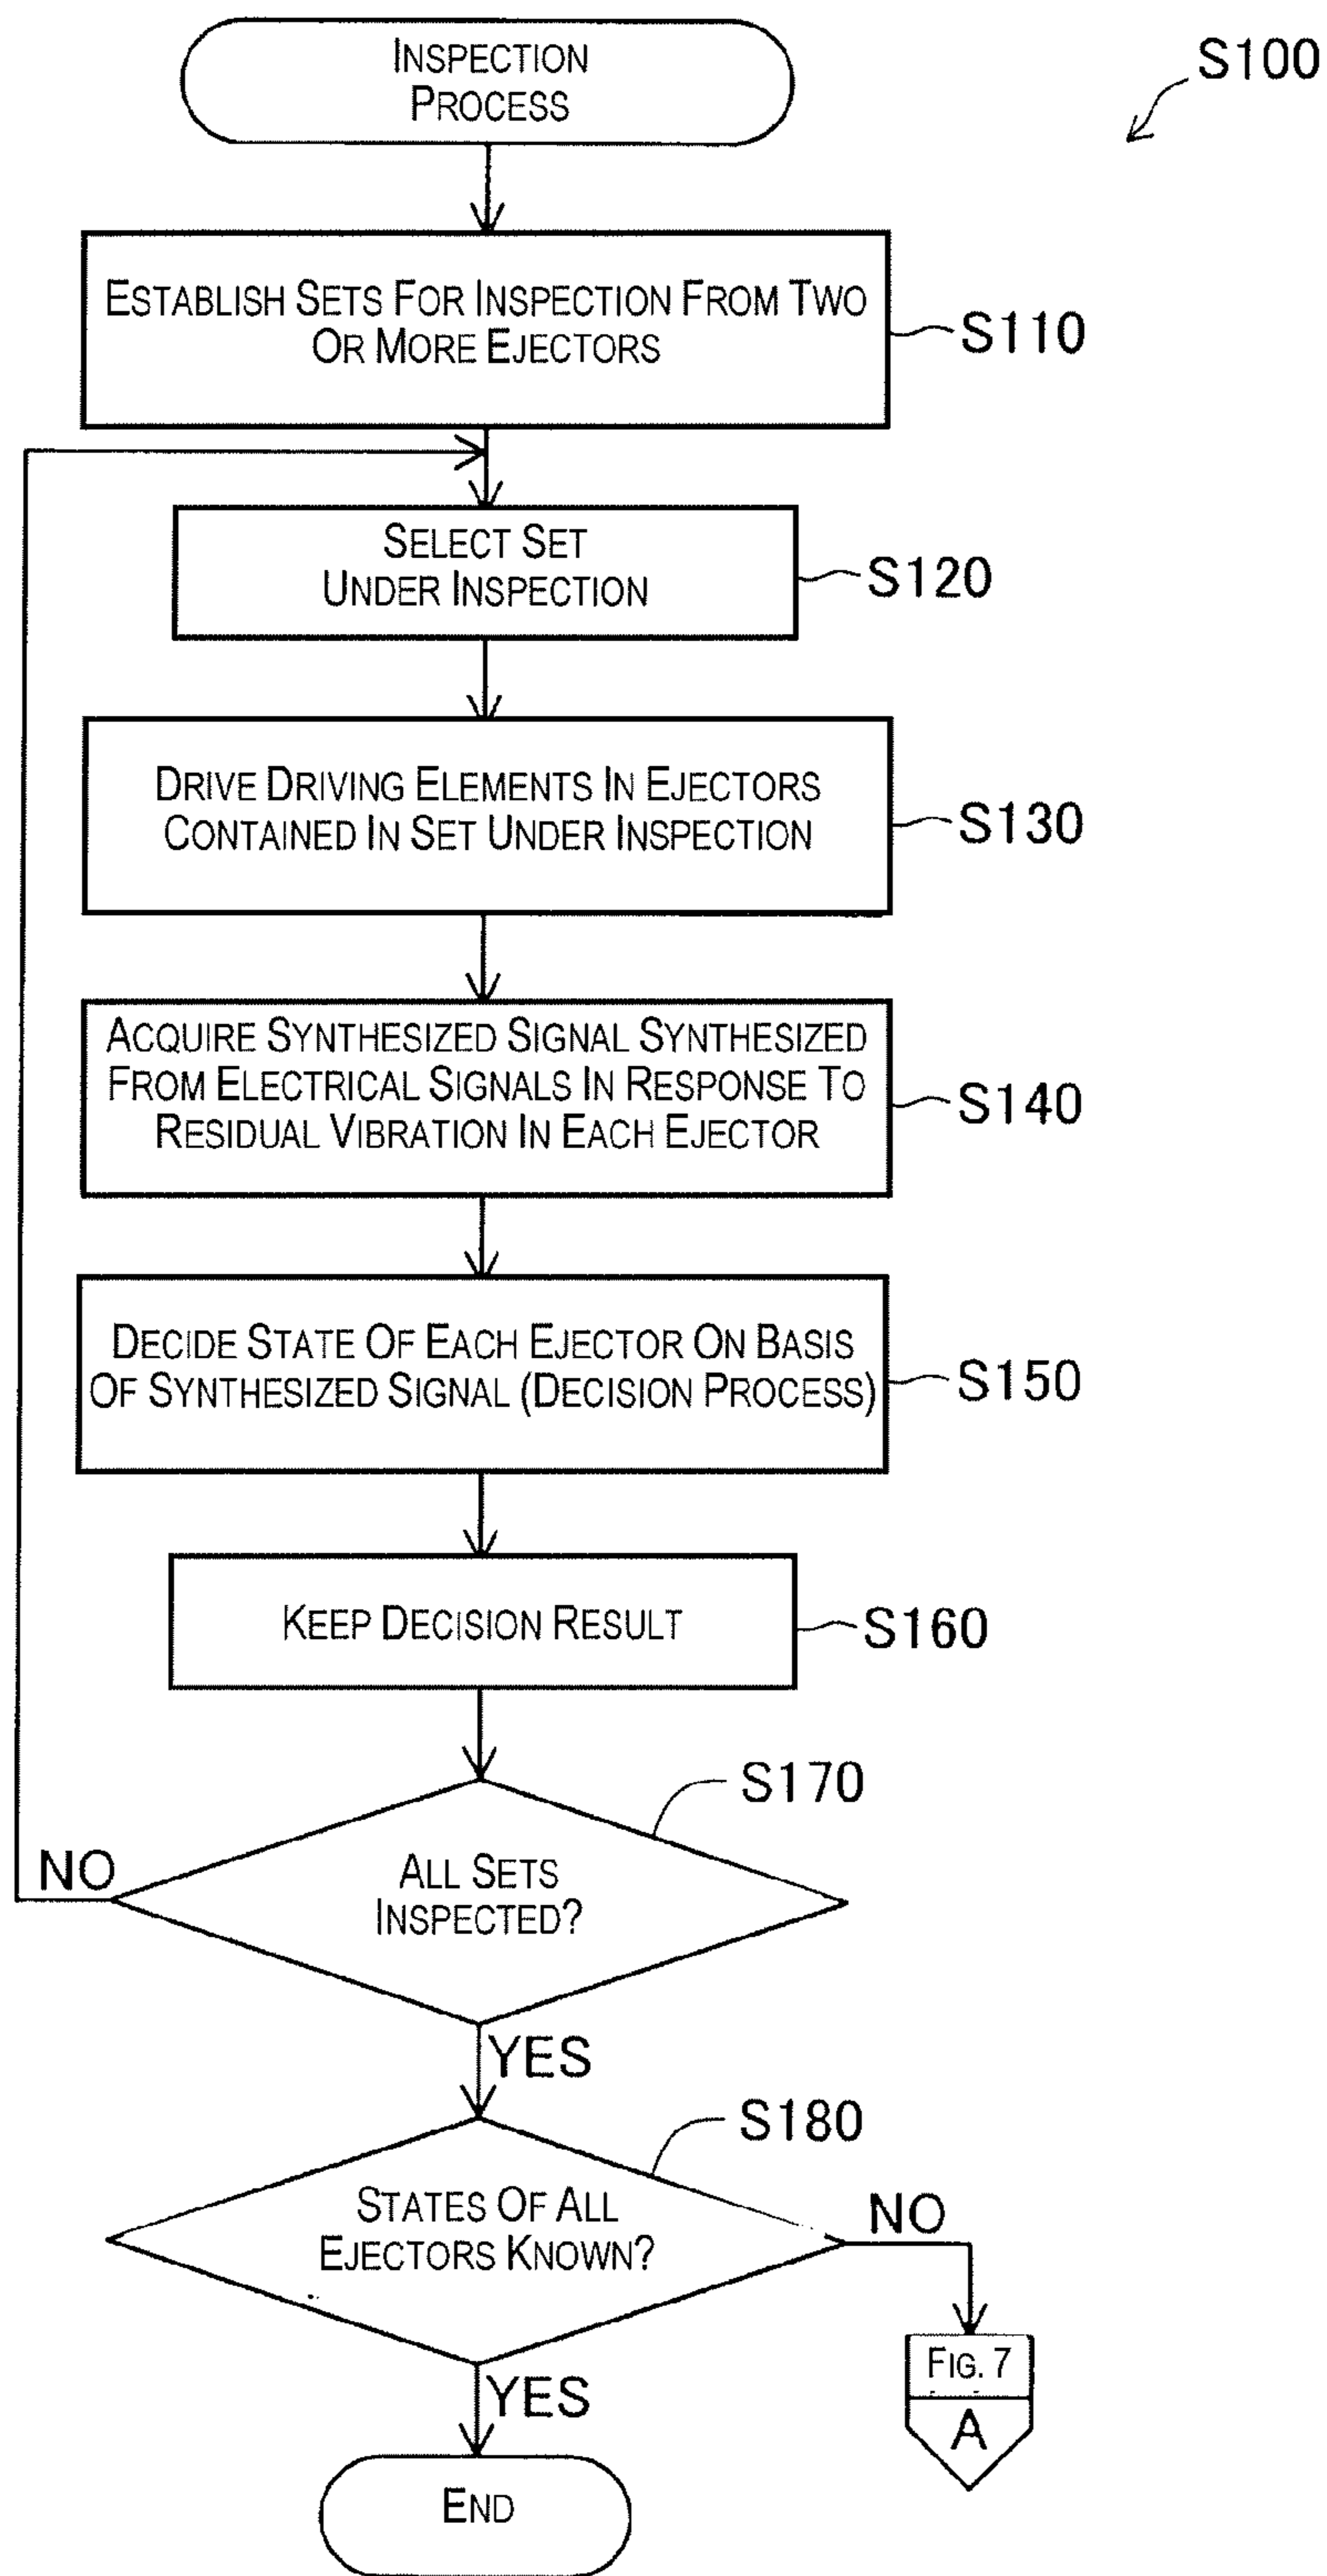 INSPECTION
PROCESS
S100
ESTABLISH SETS FOR INSPECTION FROM TWO
OR MORE EJECTORS
S110
SELECT SET
UNDER INSPECTION
S120
DRIVE DRIVING ELEMENTS IN EJECTORS
CONTAINED IN SET UNDER INSPECTION
S130
ACQUIRE SYNTHESIZED SIGNAL SYNTHESIZED
FROM ELECTRICAL SIGNALS IN RESPONSE TO
RESIDUAL VIBRATION IN EACH EJECTOR
S140
DECIDE STATE OF EACH EJECTOR ON BASIS
OF SYNTHESIZED SIGNAL (DECISION PROCESS)
S150
KEEP DECISION RESULT
S160
S170
NO
ALL SETS
INSPECTED?
YES
S180
STATES OF ALL
EJECTORS KNOWN?
NO
FIG. 7
A
YES
END